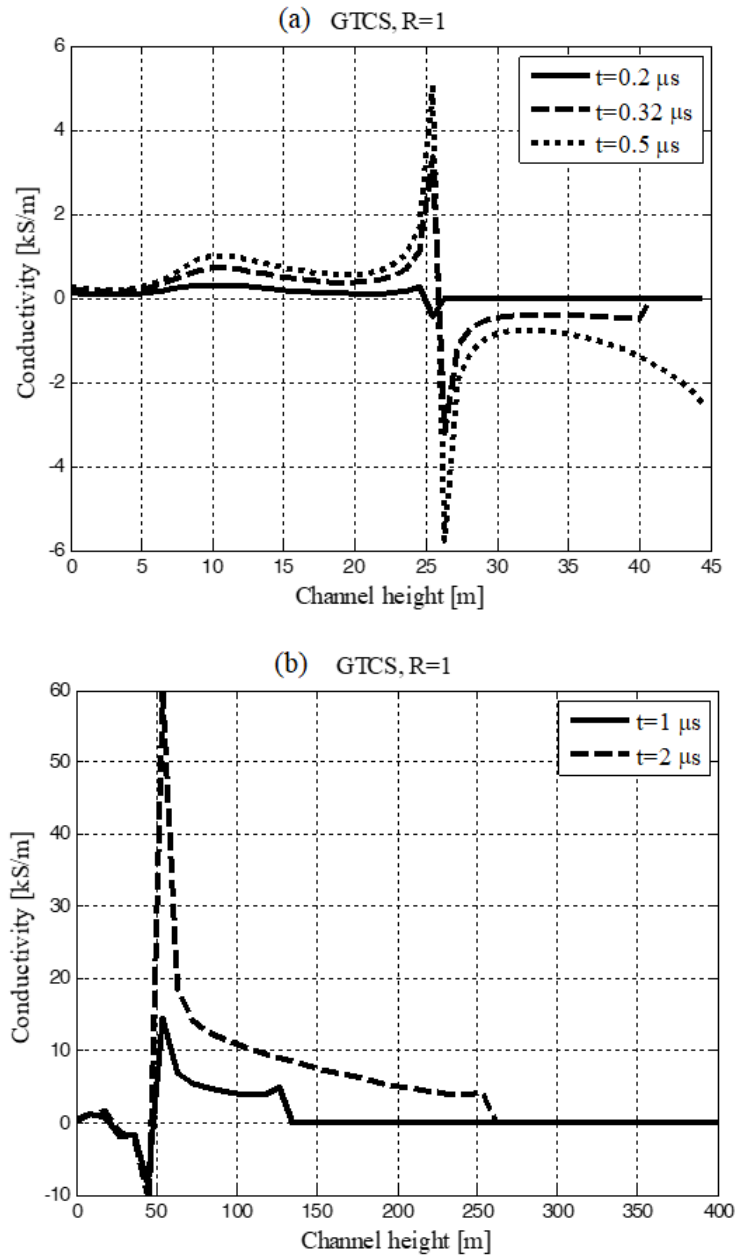 (a) GTCS, R=1
6
4
2
0
-2
-4
-6
Conductivity [kS/m]
t=0.2 μs
t=0.32 μs
t=0.5 μs
0 5 10 15 20 25 30 35 40 45
Channel height [m]
(b) GTCS, R=1
60
50
40
30
20
10
0
-10
Conductivity [kS/m]
t=1 μs
t=2 μs
0 50 100 150 200 250 300 350 400
Channel height [m]